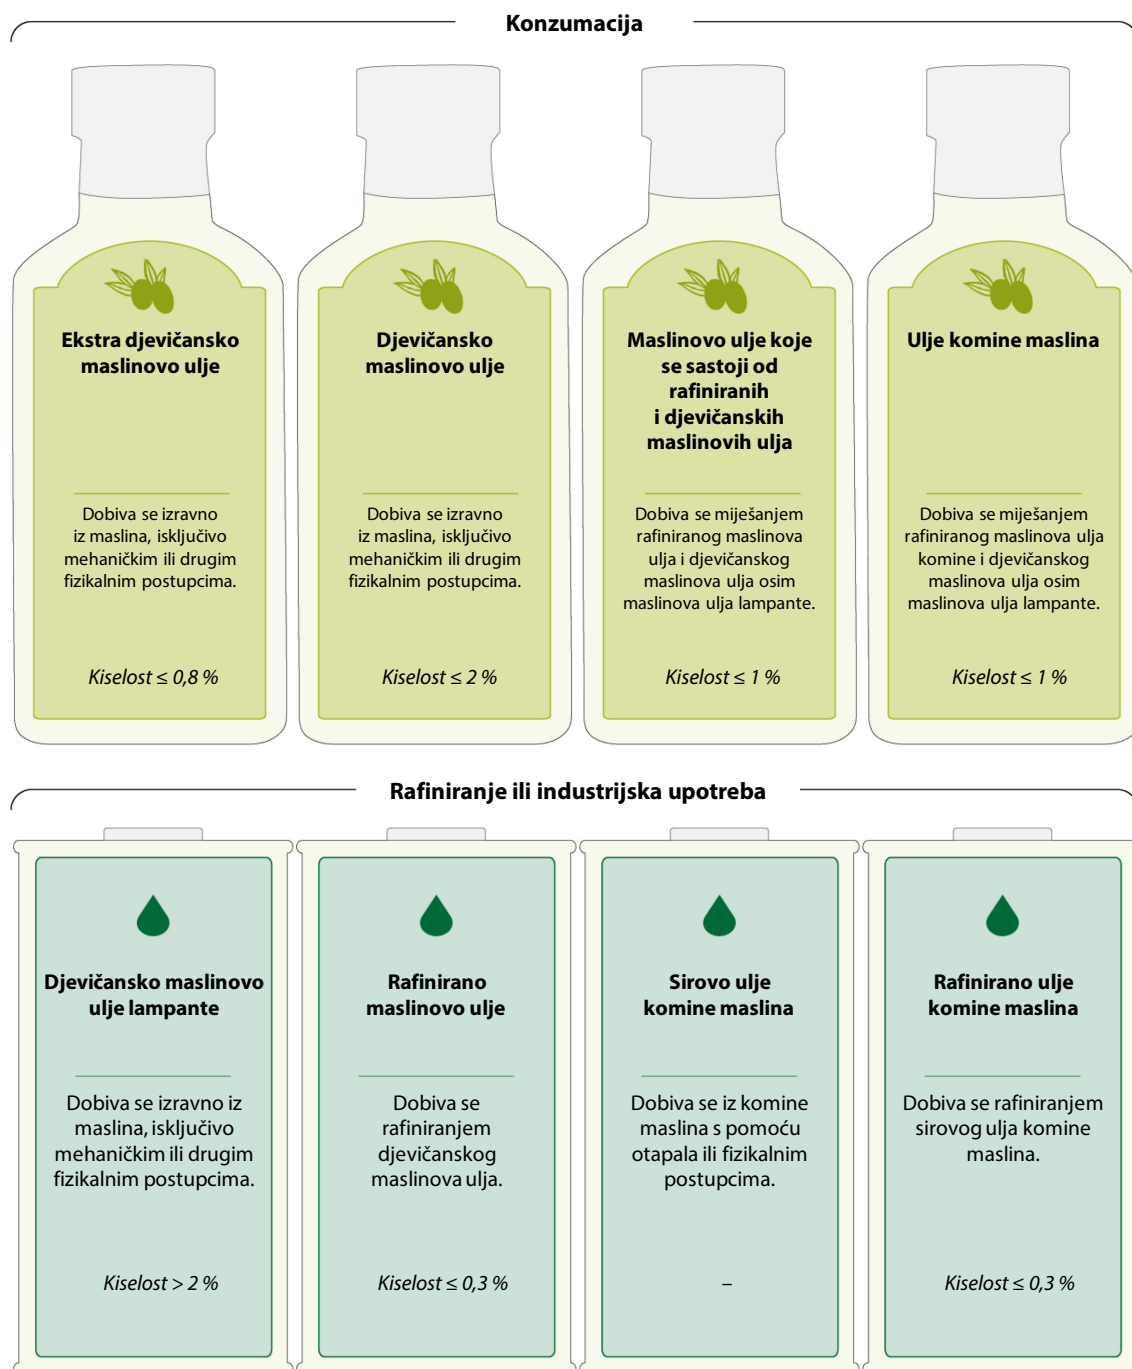 Konzumacija
Ekstra djevičansko
maslinovo ulje
Dobiva se izravno
iz maslina, isključivo
mehaničkim ili drugim
fizikalnim postupcima.
Kiselost ≤ 0,8 %
Djevičansko
maslinovo ulje
Dobiva se izravno
iz maslina, isključivo
mehaničkim ili drugim
fizikalnim postupcima.
Kiselost ≤ 2 %
Maslinovo ulje koje
se sastoji od
rafiniranih
i djevičanskih
maslinovih ulja
Dobiva se miješanjem
rafiniranog maslinova
ulja i djevičanskog
maslinova ulja osim
maslinova ulja lampante.
Kiselost ≤ 1 %
Ulje komine maslina
Dobiva se miješanjem
rafiniranog maslinova ulja
komine i djevičanskog
maslinova ulja osim
maslinova ulja lampante.
Kiselost ≤ 1 %
Rafiniranje ili industrijska upotreba
Djevičansko maslinovo
ulje lampante
Dobiva se izravno iz
maslina, isključivo
mehaničkim ili drugim
fizikalnim postupcima.
Kiselost > 2 %
Rafinirano
maslinovo ulje
Dobiva se
rafiniranjem
djevičanskog
maslinova ulja.
Kiselost ≤ 0,3 %
Sirovo ulje
komine maslina
Dobiva se iz komine
maslina s pomoću
otapala ili fizikalnim
postupcima.
–
Rafinirano ulje
komine maslina
Dobiva se rafiniranjem
sirovog ulja komine
maslina.
Kiselost ≤ 0,3 %